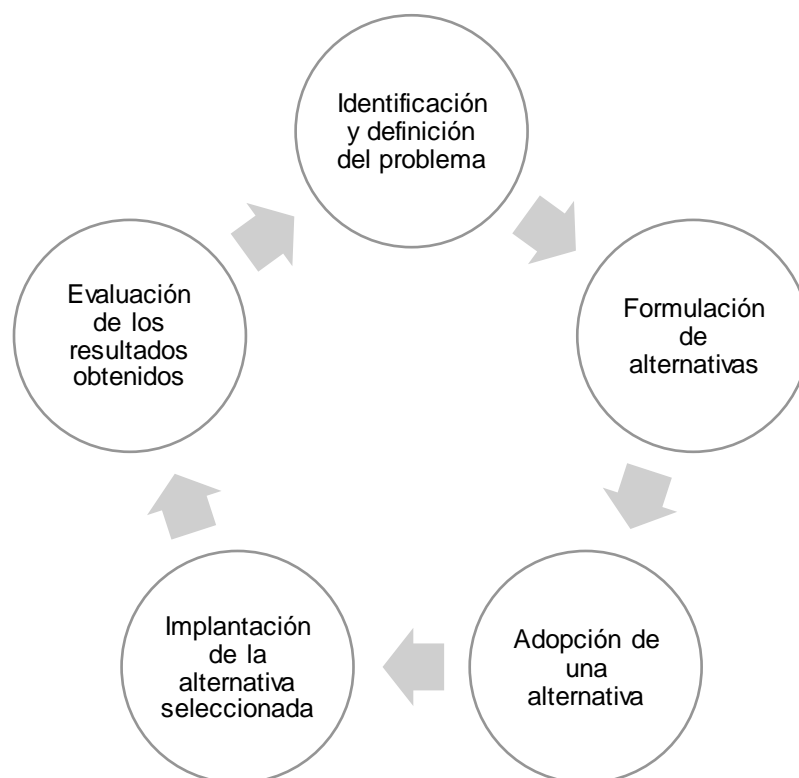 Identificación
y definición
del problema
Formulación
de
alternativas
Adopción de
una
alternativa
Implantación
de la
alternativa
seleccionada
Evaluación
de los
resultados
obtenidos